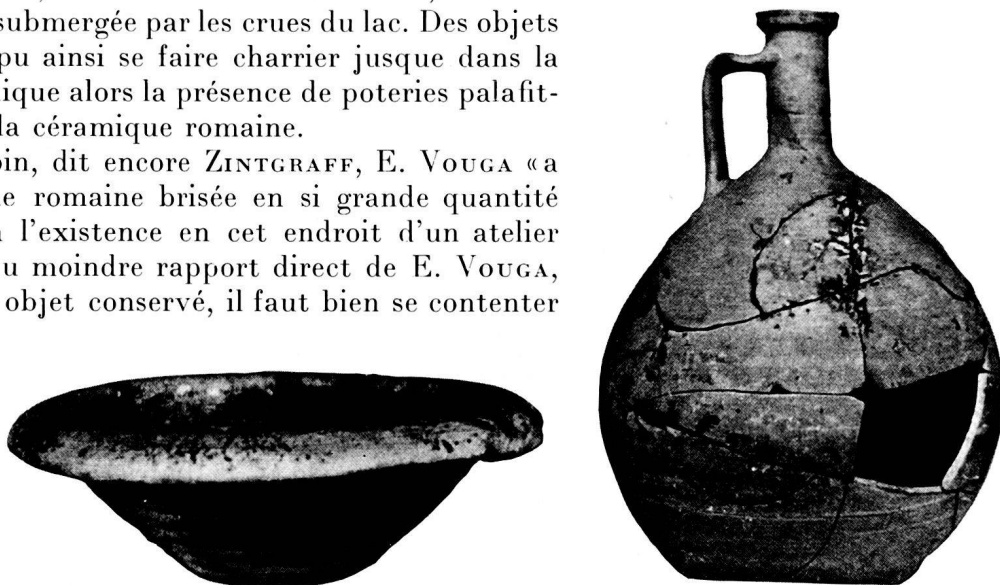 submergée par les crues du lac. Des objets
pu ainsi se faire charrier jusque dans la
ique alors la présence de poteries palafit-
la céramique romaine.
in, dit encore ZINTGRAFF, E. VOUGA «a
e romaine brisée en si grande quantité
l'existence en cet endroit d'un atelier
u moindre rapport direct de E. VOUGA,
objet conservé, il faut bien se contenter